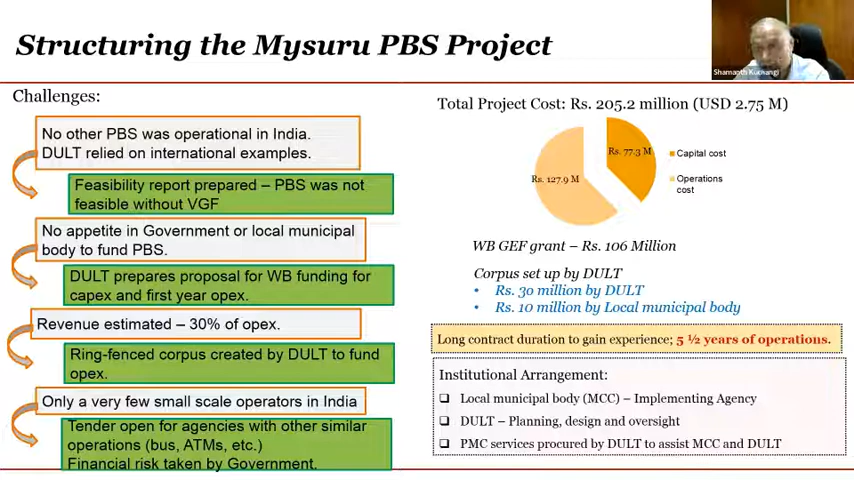 Structuring the Mysuru PBS Project
Shamanth Kuchangi
Challenges:
No other PBS was operational in India.
DULT relied on international examples.
Feasibility report prepared – PBS was not
feasible without VGF
No appetite in Government or local municipal
body to fund PBS.
DULT prepares proposal for WB funding for
capex and first year opex.
Revenue estimated – 30% of opex.
Ring-fenced corpus created by DULT to fund
opex.
Only a very few small scale operators in India
Tender open for agencies with other similar
operations (bus, ATMs, etc.)
Financial risk taken by Government.
Total Project Cost: Rs. 205.2 million (USD 2.75 M)
Rs. 77.3 M
Rs. 127.9 M
Capital cost
Operations
cost
WB GEF grant – Rs. 106 Million
Corpus set up by DULT
• Rs. 30 million by DULT
• Rs. 10 million by Local municipal body
Long contract duration to gain experience; 5 ½ years of operations.
Institutional Arrangement:
❑ Local municipal body (MCC) – Implementing Agency
❑ DULT – Planning, design and oversight
❑ PMC services procured by DULT to assist MCC and DULT